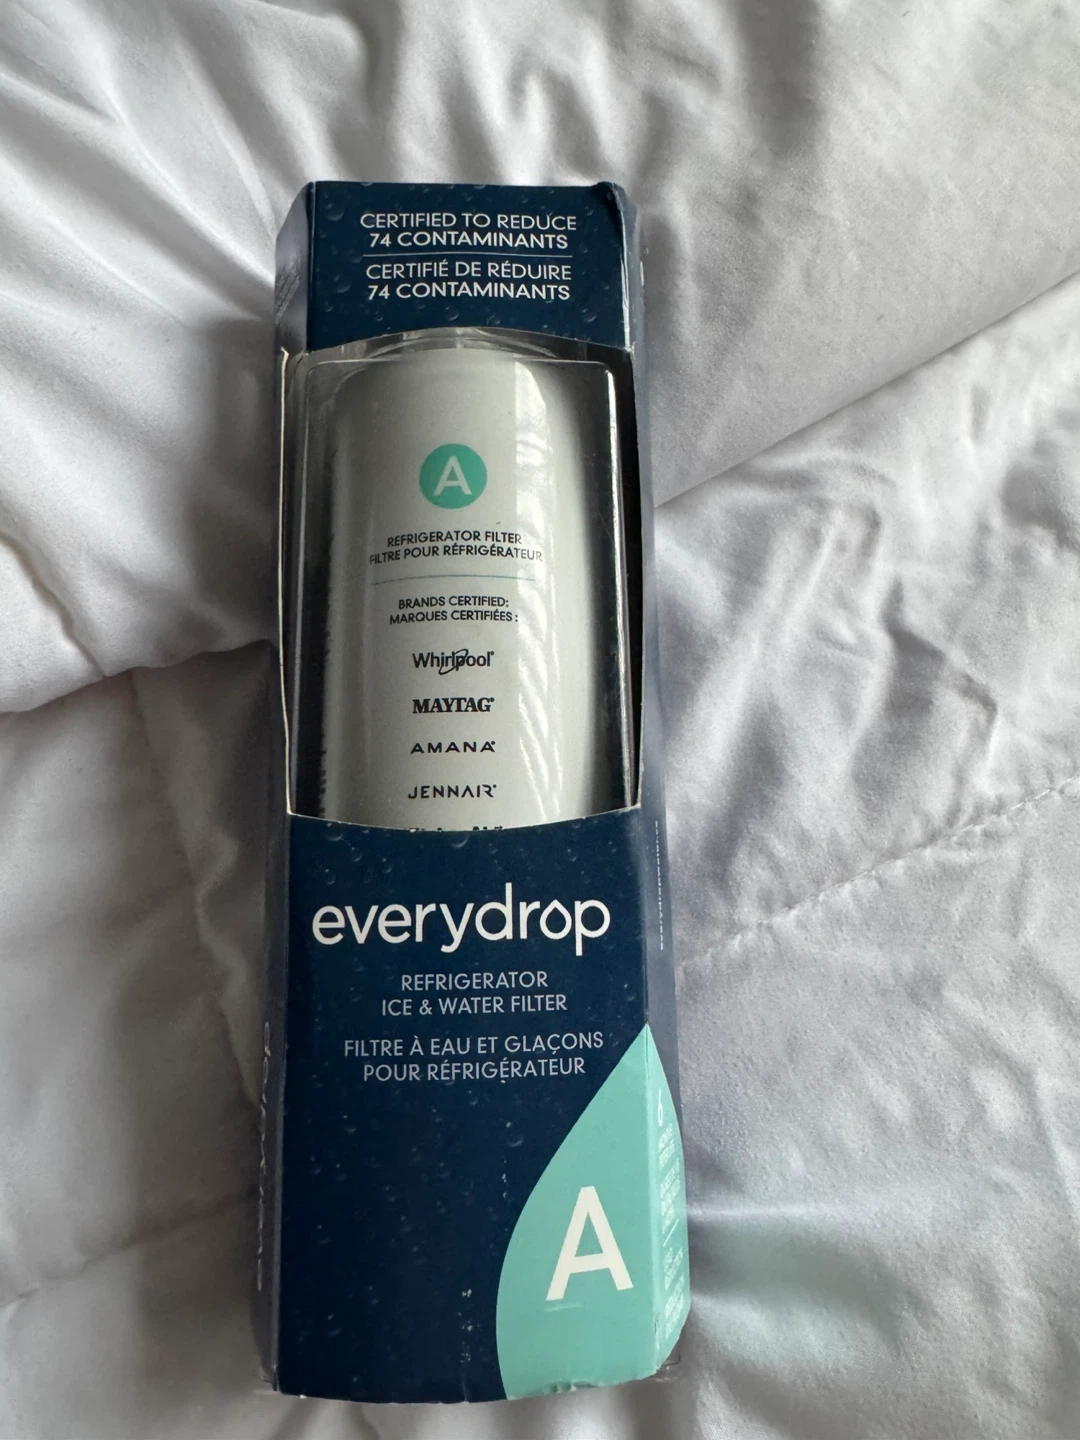 CERTIFIED TO REDUCE
74 CONTAMINANTS
CERTIFIÉ DE RÉDUIRE
74 CONTAMINANTS
A
REFRIGERATOR FILTER
FILTRE POUR RÉFRIGÉRATEUR
BRANDS CERTIFIED:
MARQUES CERTIFIÉES :
Whirlpool®
MAYTAG®
AMANA®
JENNAIR®
everydrop
REFRIGERATOR
ICE & WATER FILTER
FILTRE À EAU ET GLAÇONS
POUR RÉFRIGÉRATEUR
A